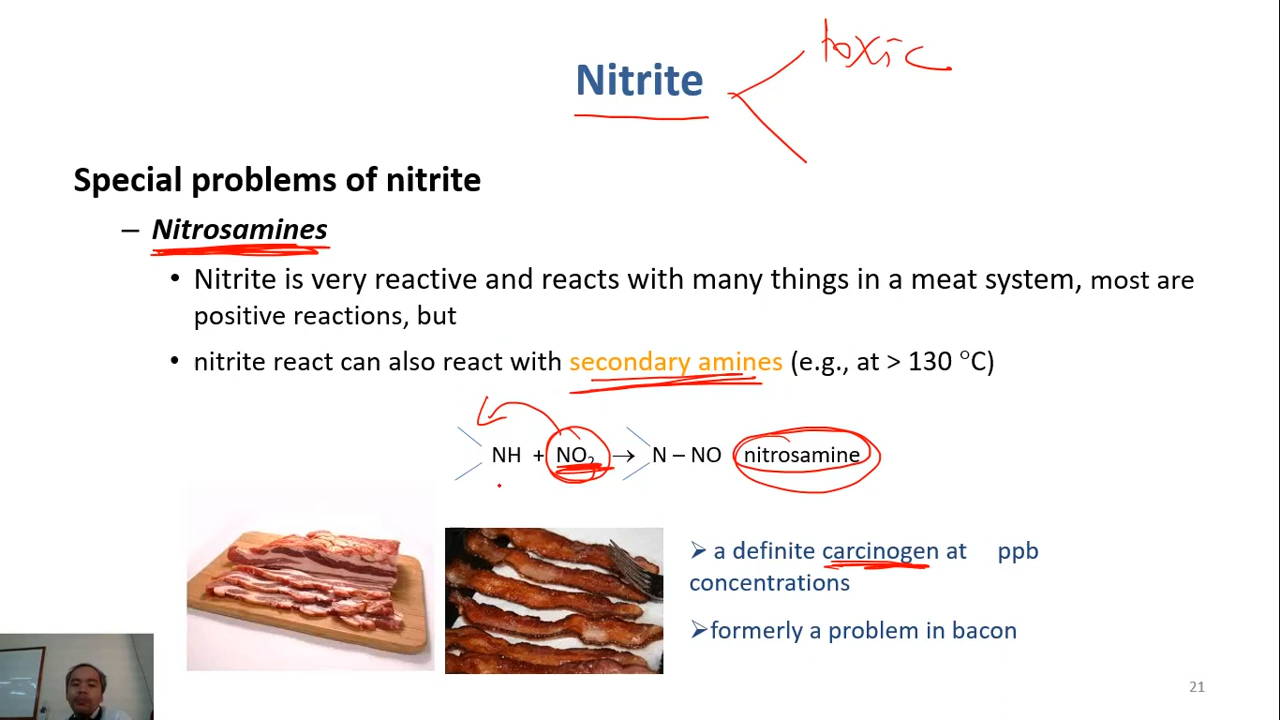 toxic
Nitrite
Special problems of nitrite
– Nitrosamines
• Nitrite is very reactive and reacts with many things in a meat system, most are
positive reactions, but
• nitrite react can also react with secondary amines (e.g., at > 130 °C)
NH + NO₂ → N – NO nitrosamine
➢ a definite carcinogen at ppb
concentrations
➢formerly a problem in bacon
21